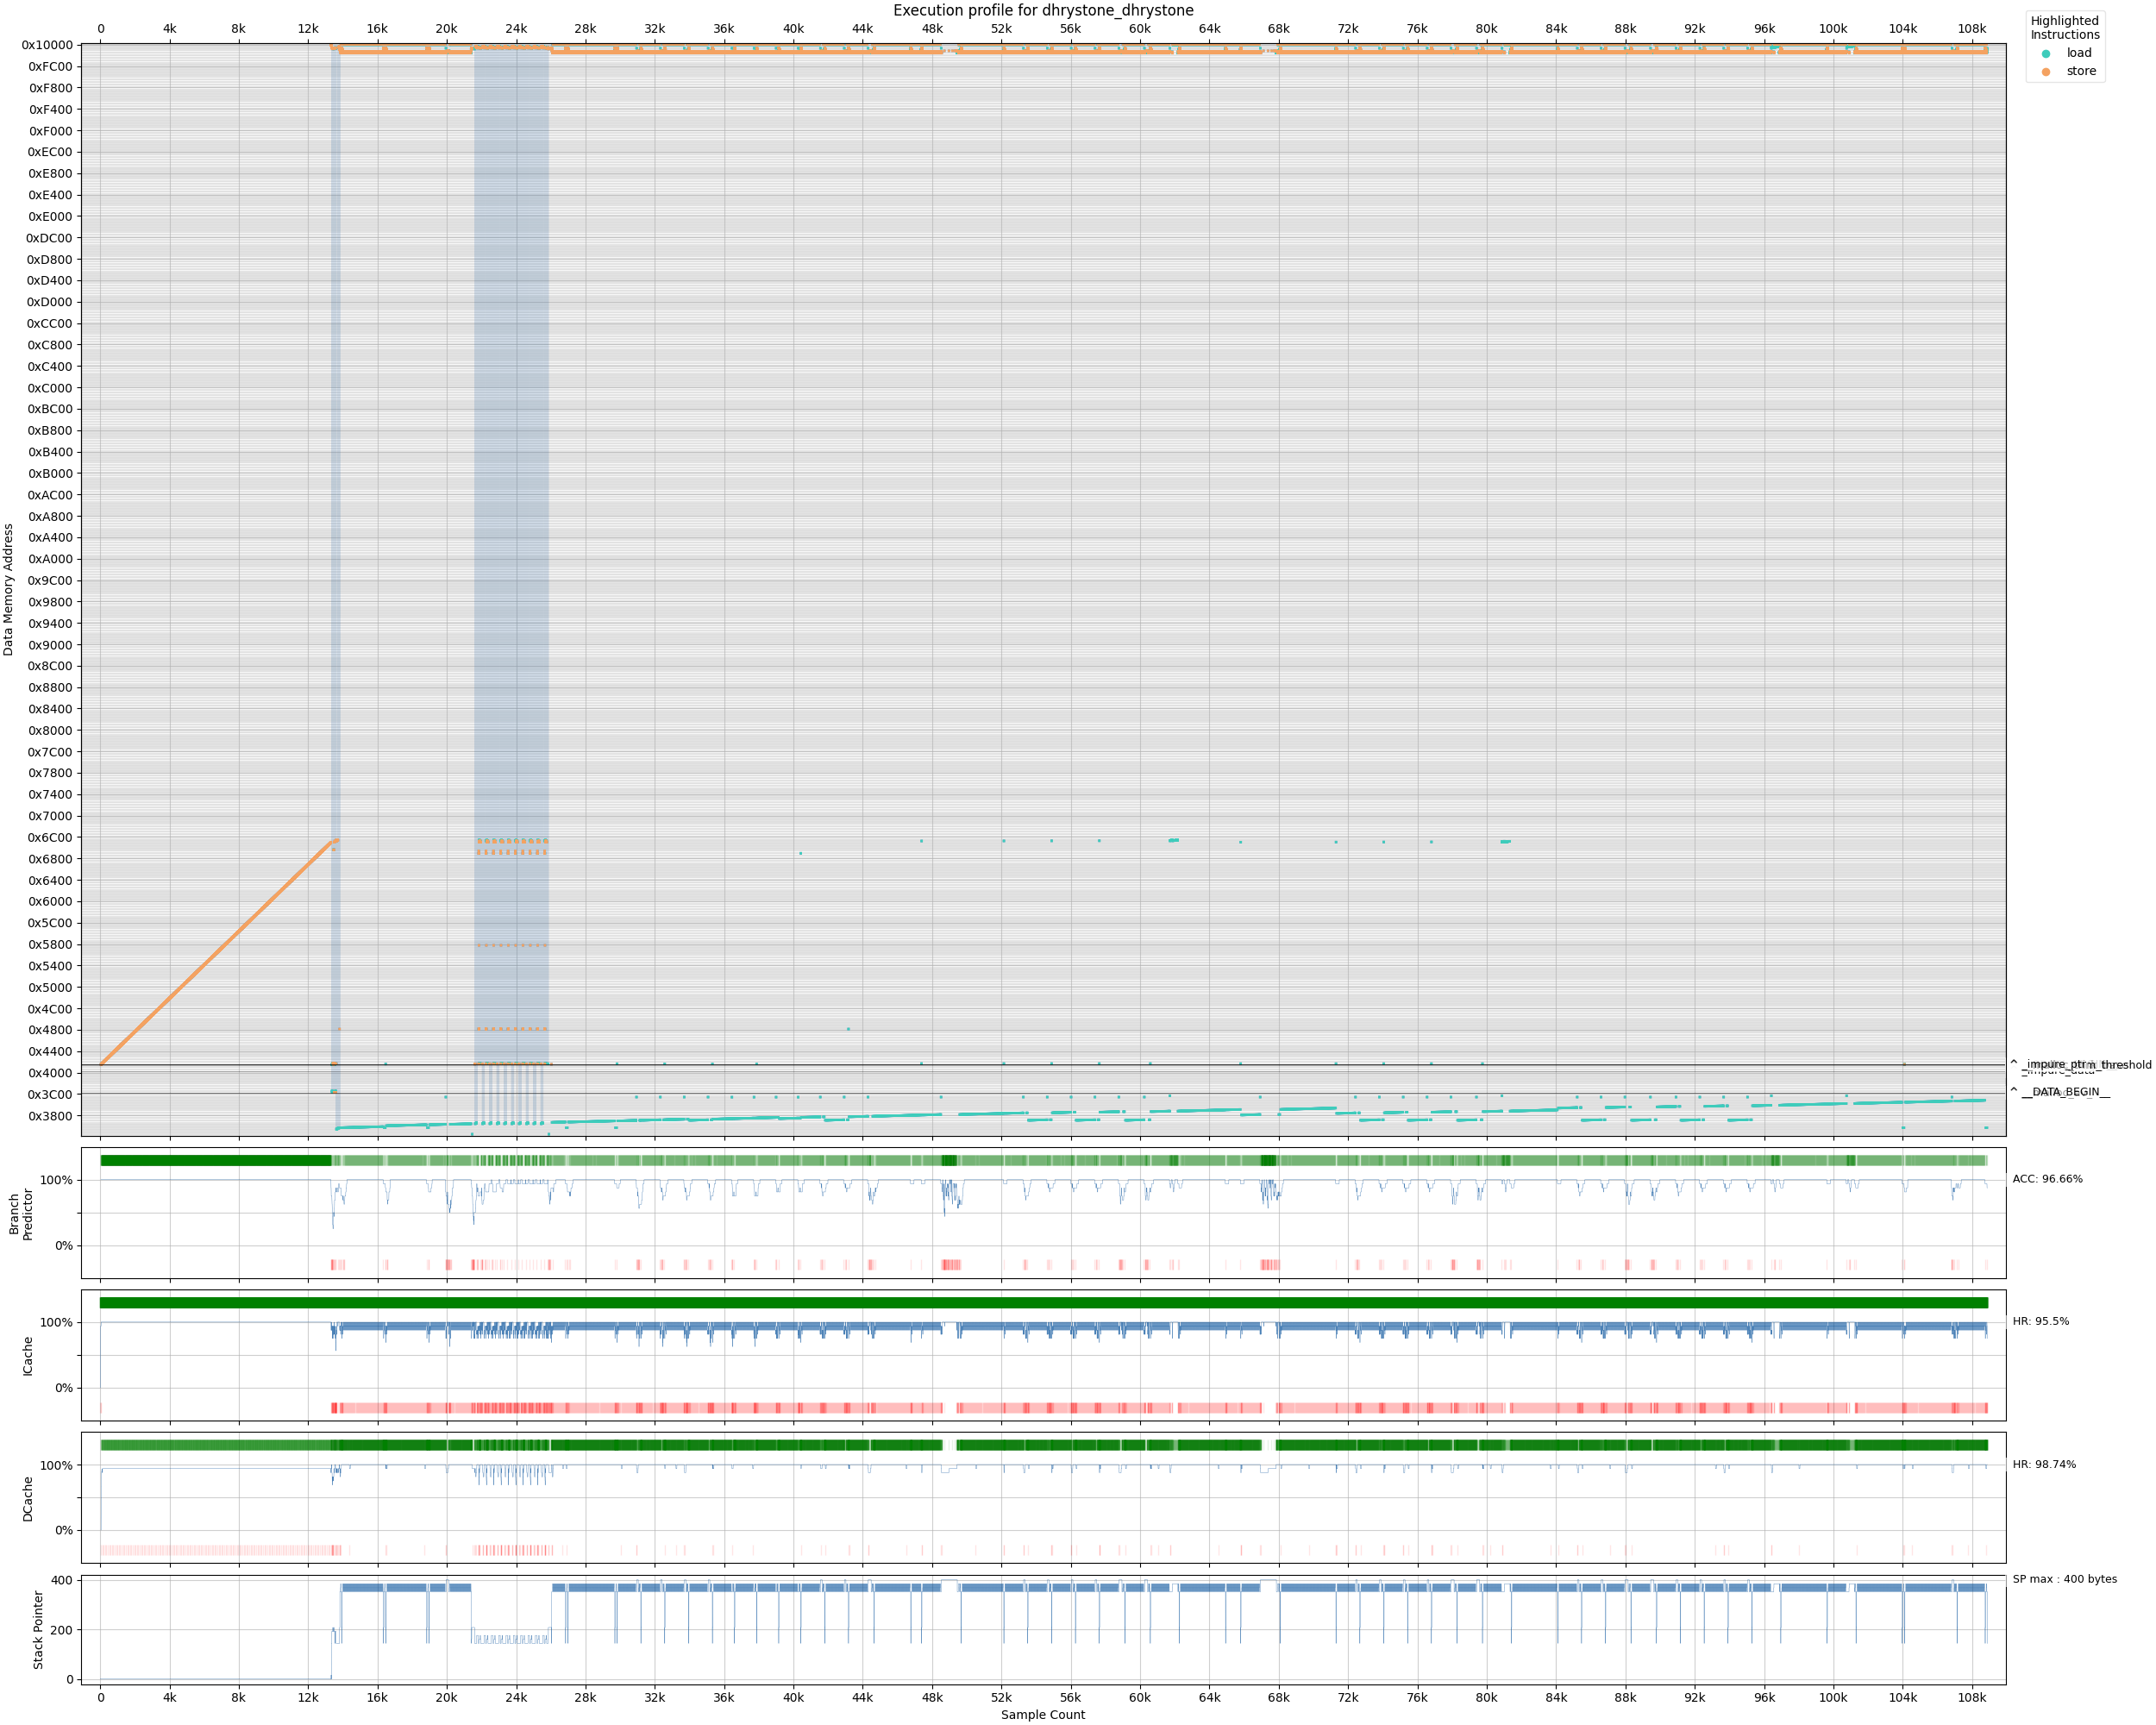 Execution profile for dhrystone_dhrystone
0 4k 8k 12k 16k 20k 24k 28k 32k 36k 40k 44k 48k 52k 56k 60k 64k 68k 72k 76k 80k 84k 88k 92k 96k 100k 104k 108k
Highlighted
Instructions
load
store
Data Memory Address
0x10000
0xFC00
0xF800
0xF400
0xF000
0xEC00
0xE800
0xE400
0xE000
0xDC00
0xD800
0xD400
0xD000
0xCC00
0xC800
0xC400
0xC000
0xBC00
0xB800
0xB400
0xB000
0xAC00
0xA800
0xA400
0xA000
0x9C00
0x9800
0x9400
0x9000
0x8C00
0x8800
0x8400
0x8000
0x7C00
0x7800
0x7400
0x7000
0x6C00
0x6800
0x6400
0x6000
0x5C00
0x5800
0x5400
0x5000
0x4C00
0x4800
0x4400
0x4000
0x3C00
0x3800
^ _impure_ptr threshold
_impure_data
^ __DATA_BEGIN__
Branch
Predictor
100%
0%
ACC: 96.66%
ICache
100%
0%
HR: 95.5%
DCache
100%
0%
HR: 98.74%
Stack Pointer
400
200
0
SP max : 400 bytes
0 4k 8k 12k 16k 20k 24k 28k 32k 36k 40k 44k 48k 52k 56k 60k 64k 68k 72k 76k 80k 84k 88k 92k 96k 100k 104k 108k
Sample Count